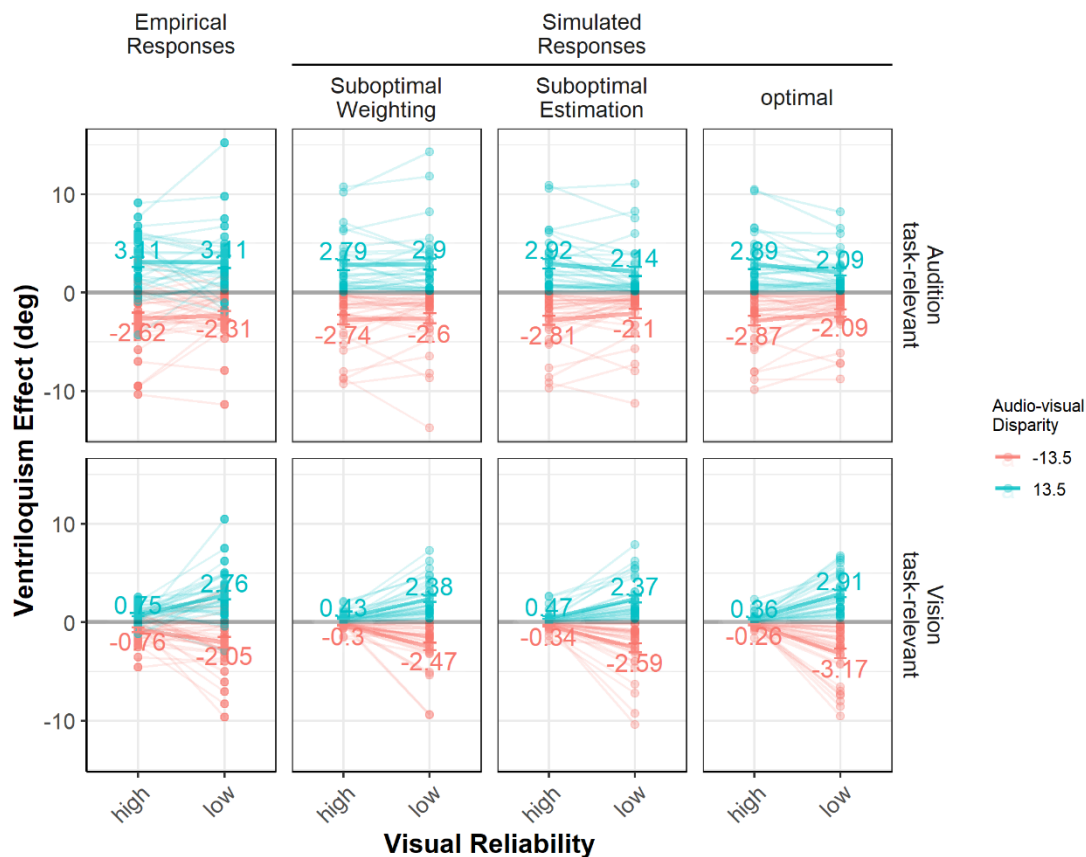 Empirical
Responses
Simulated
Responses
Suboptimal
Weighting
Suboptimal
Estimation
optimal
Ventriloquism Effect (deg)
10
0
-10
3.11
3.11
-2.62
-2.31
2.79
2.9
-2.74
-2.6
2.92
2.14
-2.81
-2.1
2.89
2.09
-2.87
-2.09
Audition
task-relevant
10
0
-10
0.75
2.76
-0.76
-2.05
0.43
2.38
-0.3
-2.47
0.47
2.37
-0.34
-2.59
0.36
2.91
-0.26
-3.17
Vision
task-relevant
high
low
high
low
high
low
high
low
Visual Reliability
Audio-visual
Disparity
-13.5
13.5